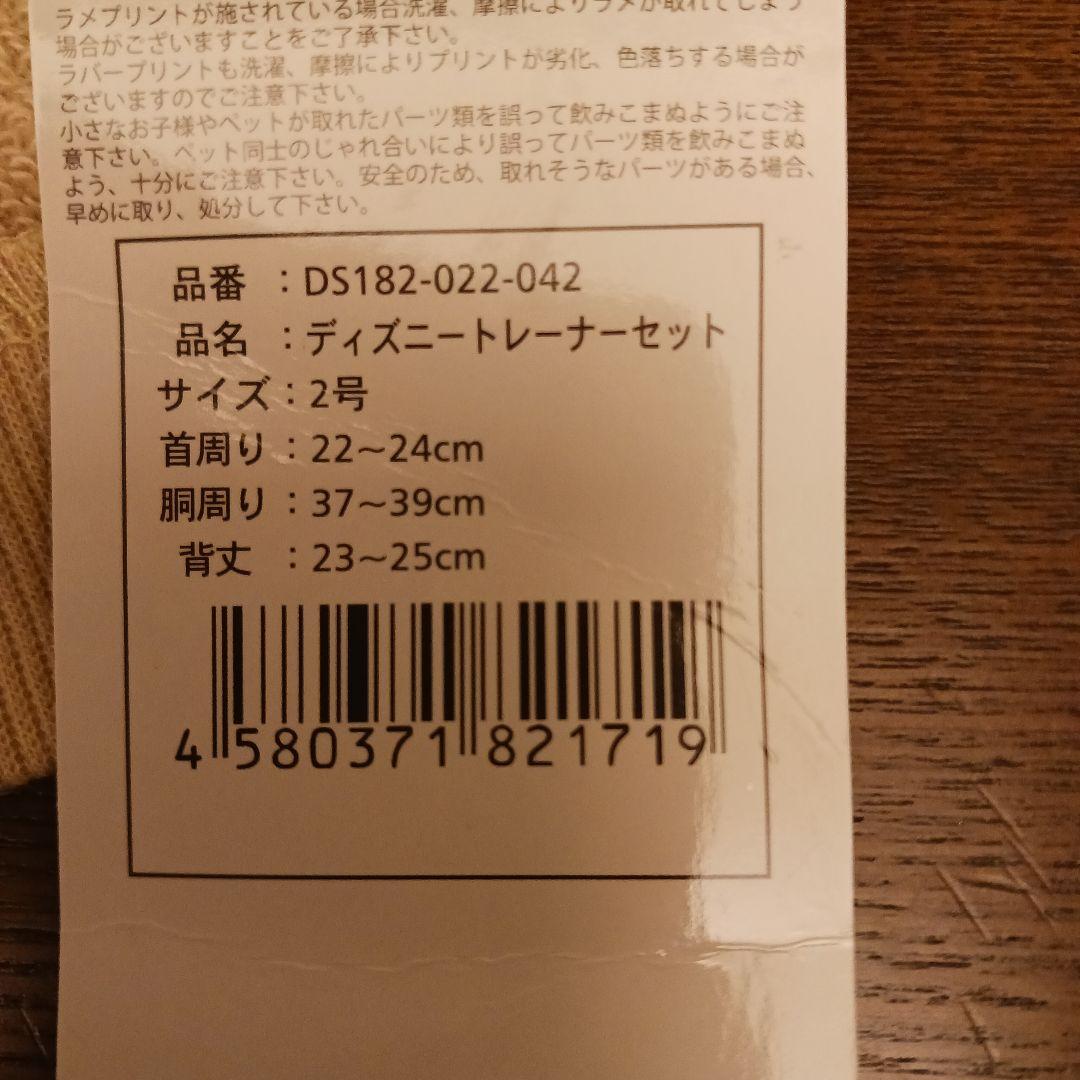 ラメプリントが施されている場合洗濯、摩擦によりラメが取れてしまう
場合がございますことをご了承下さい。
ラバープリントも洗濯、摩擦によりプリントが劣化、色落ちする場合が
ございますのでご注意下さい。
小さなお子様やペットが取れたパーツ類を誤って飲みこまぬようにご注
意下さい。ペット同士のじゃれ合いにより誤ってパーツ類を飲みこまぬ
よう、十分にご注意下さい。安全のため、取れそうなパーツがある場合、
早めに取り、処分して下さい。
品番 :DS182-022-042
品名 :ディズニートレーナーセット
サイズ:2号
首周り:22~24cm
胴周り:37~39cm
背丈 :23~25cm
4 580371 821719